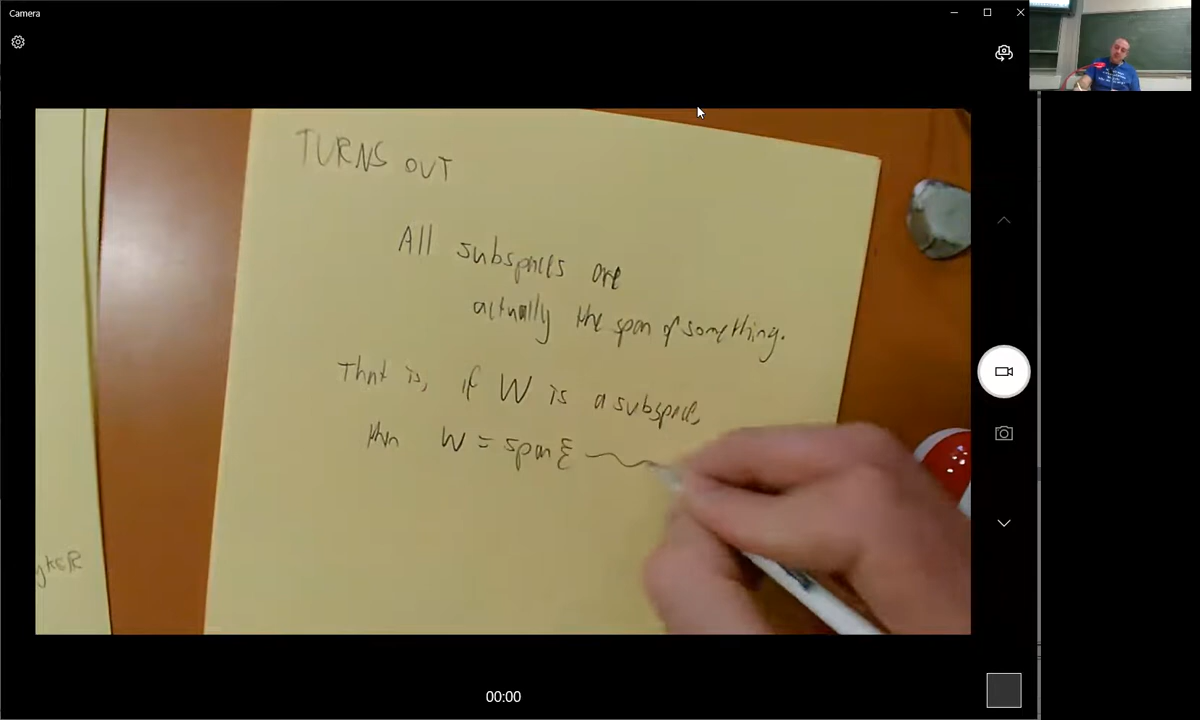 Camera
TURNS OUT
All subspaces are
actually the span of something.
That is, if W is a subspace,
then W = span{
00:00